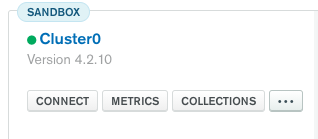 SANDBOX
Cluster0
Version 4.2.10
CONNECT METRICS COLLECTIONS ...